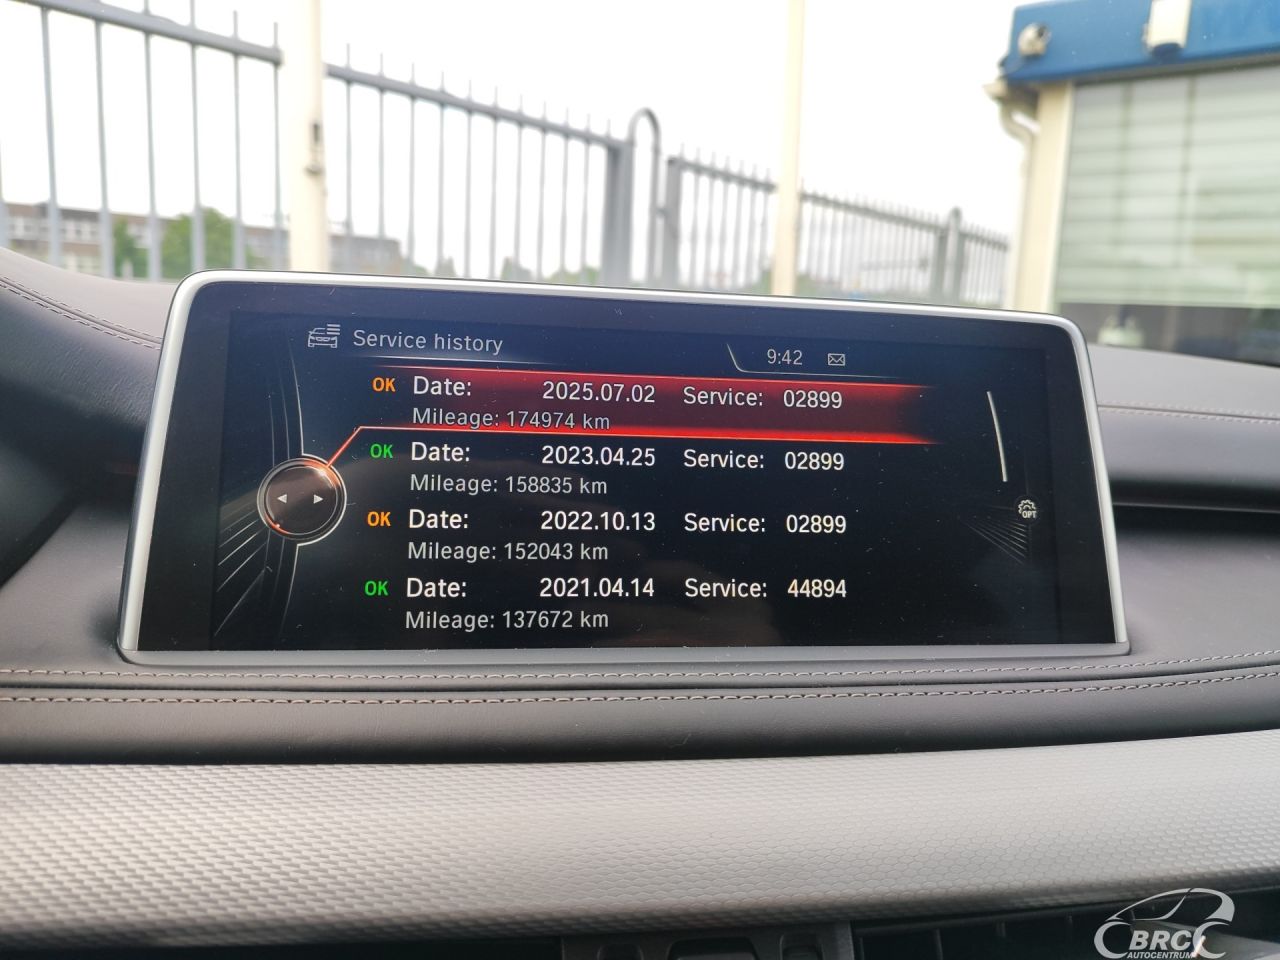 Service history
9:42
OK Date: 2025.07.02 Service: 02899
Mileage: 174974 km
OK Date: 2023.04.25 Service: 02899
Mileage: 158835 km
OK Date: 2022.10.13 Service: 02899
Mileage: 152043 km
OK Date: 2021.04.14 Service: 44894
Mileage: 137672 km
OPT
BRC
AUTOCENTRUM